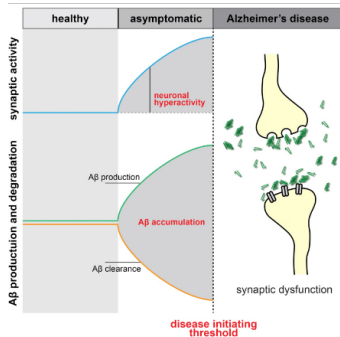 healthy
asymptomatic
Alzheimer's disease
synaptic activity
neuronal
hyperactivity
Aβ productuion and degradation
Aβ production
Aβ accumulation
Aβ clearance
synaptic dysfunction
disease initiating
threshold